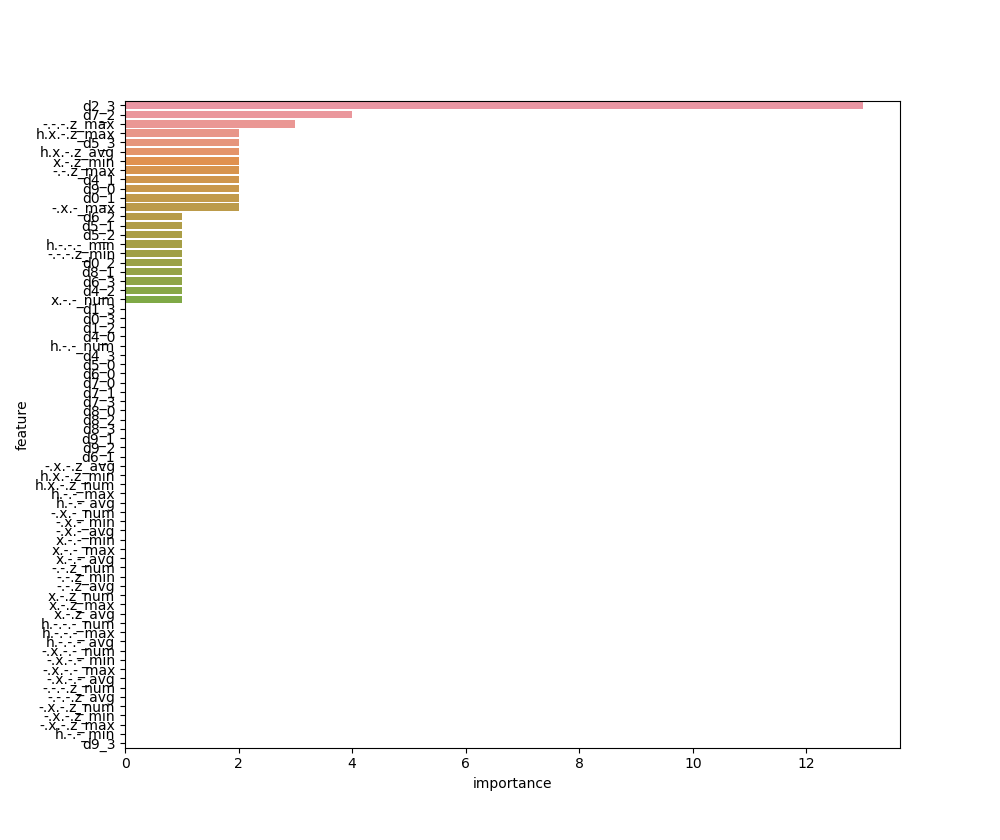 d2_3
d7_2
-.-.-.z_max
h.x.-.z_max
d5_3
h.x.-.z_avg
x.-.z_min
-.-.z_max
d4_1
d9_0
d0_1
-.x.-_max
d6_2
d5_1
d5_2
h.-.-.-_min
-.-.-.z_min
d0_2
d8_1
d6_3
d4_2
x.-.-_num
d1_3
d0_3
d1_2
d4_0
h.-.-_num
d4_3
d5_0
d6_0
d7_0
d7_1
d7_3
d8_0
d8_2
d8_3
d9_1
d9_2
d6_1
-.x.-.z_avg
h.x.-.z_min
h.x.-.z_num
h.-.-_max
h.-.-_avg
-.x.-_num
-.x.-_min
-.x.-_avg
x.-.-_min
x.-.-_max
x.-.-_avg
-.-.z_num
-.-.z_min
-.-.z_avg
x.-.z_num
x.-.z_max
x.-.z_avg
h.-.-.-_num
h.-.-.-_max
h.-.-.-_avg
-.x.-.-_num
-.x.-.-_min
-.x.-.-_max
-.x.-.-_avg
-.-.-.z_num
-.-.-.z_avg
-.x.-.z_num
-.x.-.z_min
-.x.-.z_max
h.-.-_min
d9_3
feature
0 2 4 6 8 10 12
importance